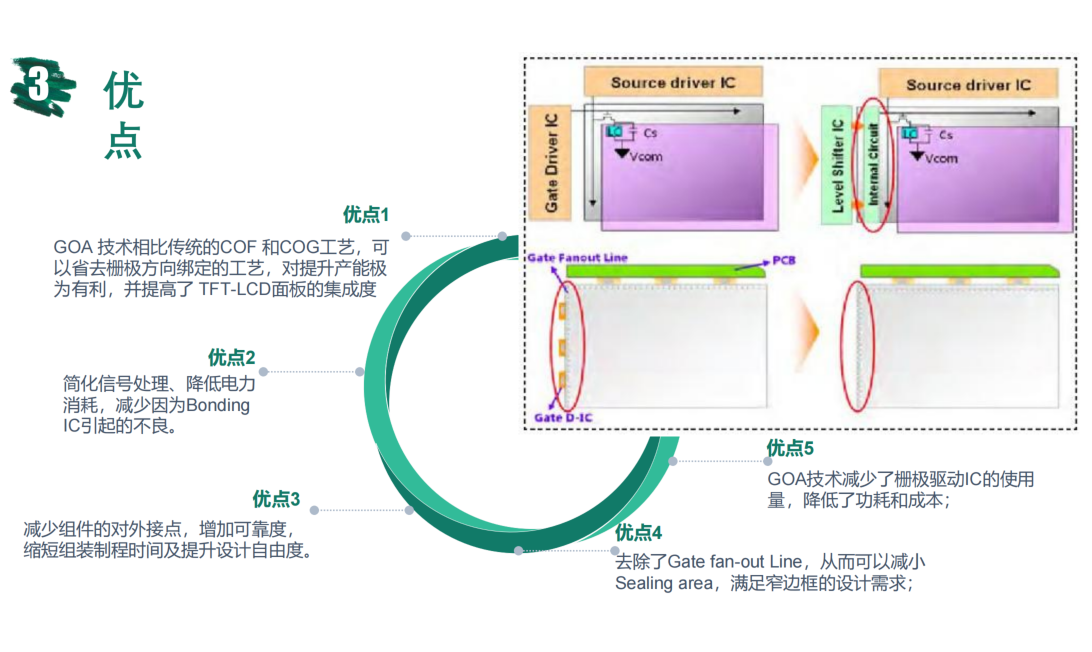 3
优
点
Source driver IC
Gate Driver IC
LC
Cs
Vcom
Source driver IC
Level Shifter IC
Internal Circuit
LC
Cs
Vcom
Gate Fanout Line
PCB
Gate D-IC
优点1
GOA 技术相比传统的COF 和COG工艺，可
以省去栅极方向绑定的工艺，对提升产能极
为有利，并提高了 TFT-LCD面板的集成度
优点2
简化信号处理、降低电力
消耗，减少因为Bonding
IC引起的不良。
优点3
减少组件的对外接点，增加可靠度，
缩短组装制程时间及提升设计自由度。
优点4
去除了Gate fan-out Line，从而可以减小
Sealing area，满足窄边框的设计需求；
优点5
GOA技术减少了栅极驱动IC的使用
量，降低了功耗和成本；